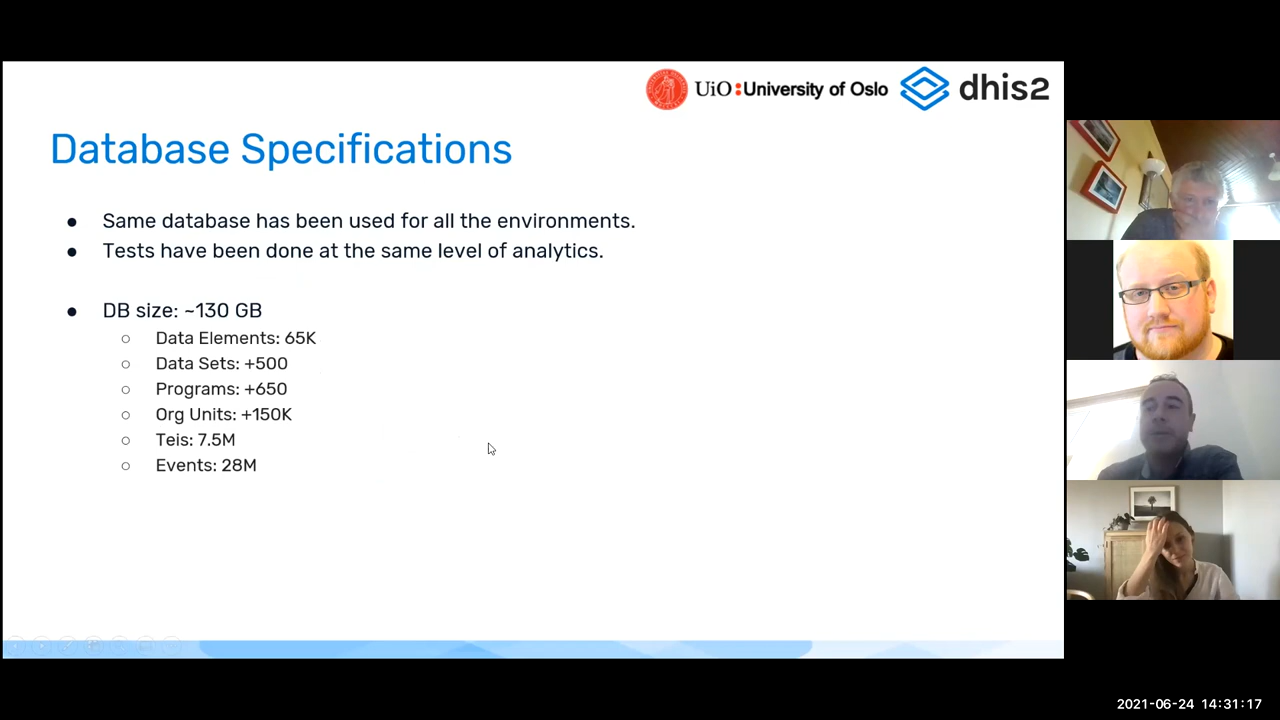 UiO:University of Oslo dhis2
Database Specifications
● Same database has been used for all the environments.
● Tests have been done at the same level of analytics.
● DB size: ~130 GB
○ Data Elements: 65K
○ Data Sets: +500
○ Programs: +650
○ Org Units: +150K
○ Teis: 7.5M
○ Events: 28M
2021-06-24 14:31:17